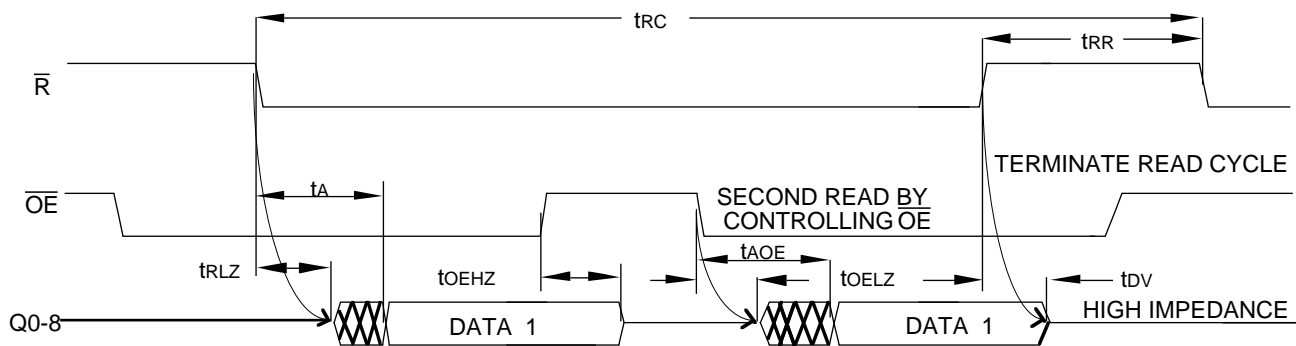 tRC
tRR
R
TERMINATE READ CYCLE
tA
OE
SECOND READ BY
CONTROLLING OE
tAOE
tRLZ
tOEHZ
tOELZ
tDV
Q0-8
DATA 1
DATA 1
HIGH IMPEDANCE